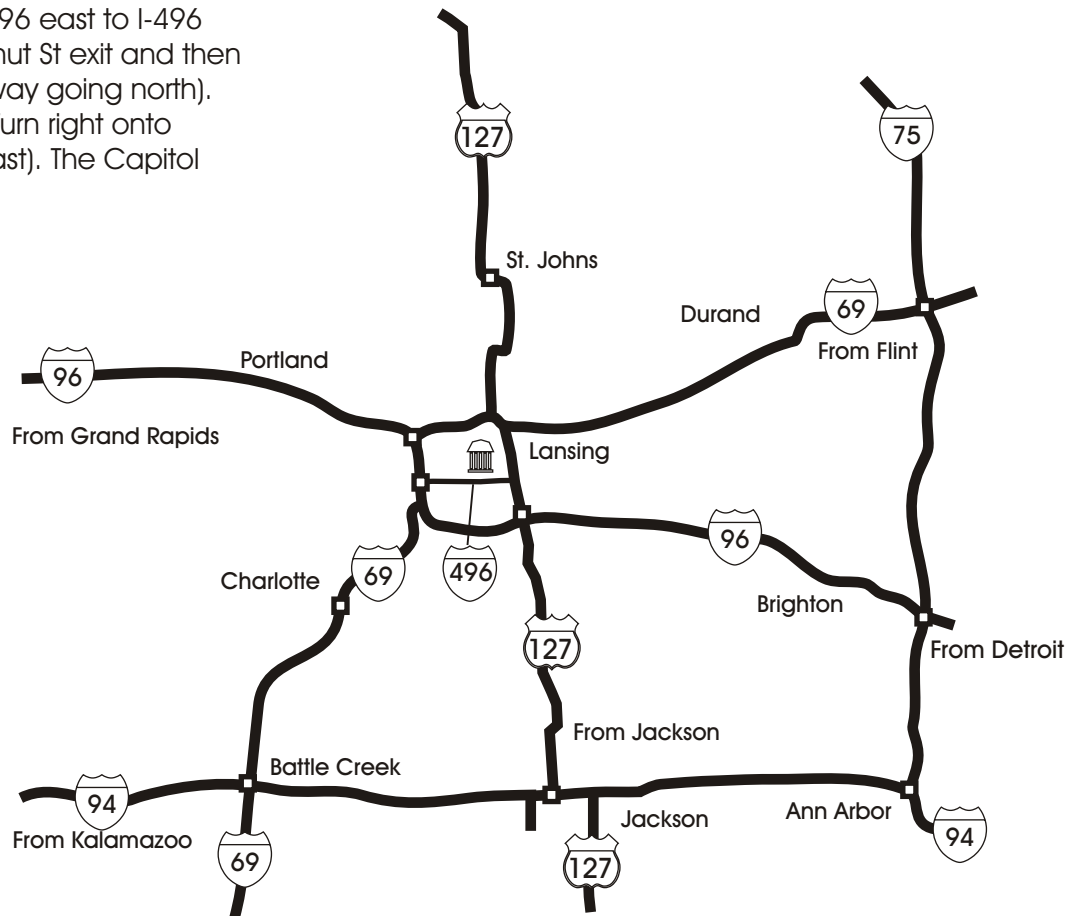 96 east to I-496
nut St exit and then
way going north).
Turn right onto
ast). The Capitol
127
75
St. Johns
Durand
69
From Flint
Portland
96
From Grand Rapids
Lansing
96
69
496
Charlotte
Brighton
127
From Detroit
From Jackson
Battle Creek
94
From Kalamazoo
Ann Arbor
Jackson
94
69
127